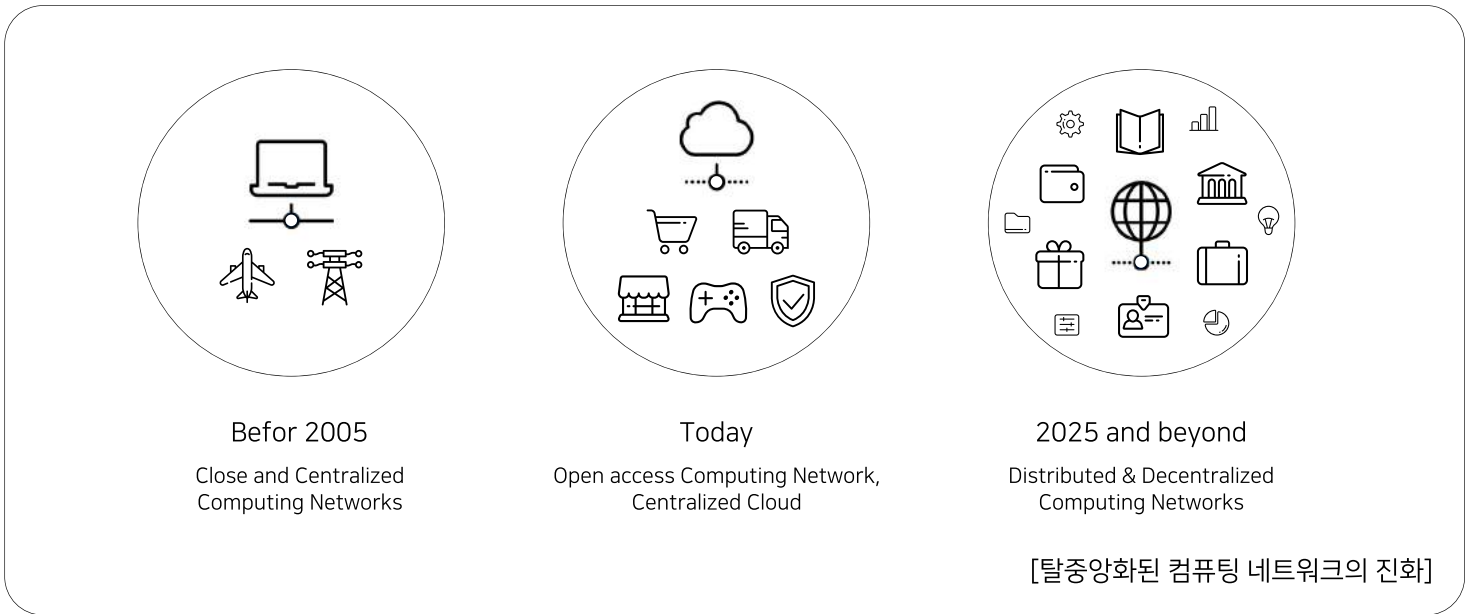 Befor 2005
Close and Centralized
Computing Networks
Today
Open access Computing Network,
Centralized Cloud
2025 and beyond
Distributed & Decentralized
Computing Networks
[탈중앙화된 컴퓨팅 네트워크의 진화]